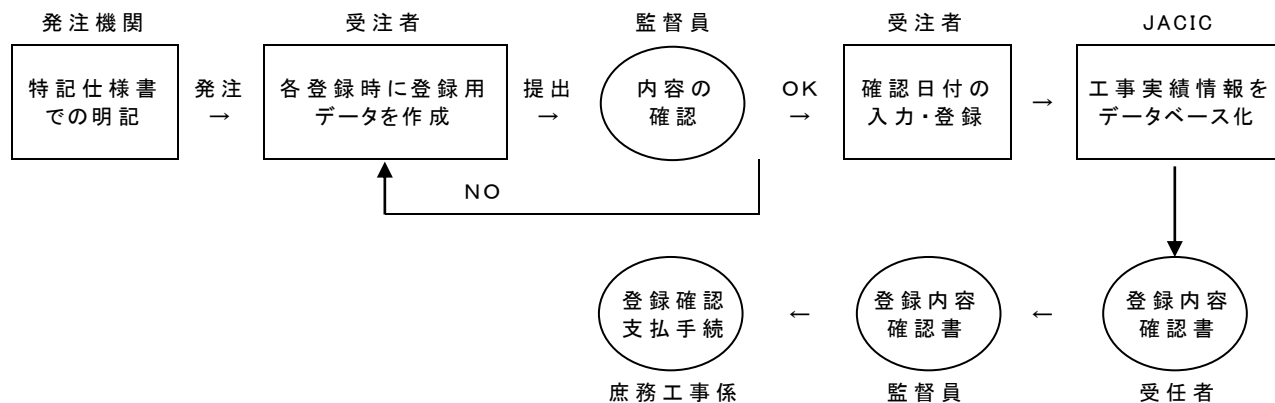 発注機関
受注者
監督員
受注者
JACIC
特記仕様書
での明記
発注
→
各登録時に登録用
データを作成
提出
→
内容の
確認
OK
→
確認日付の
入力・登録
→
工事実績情報を
データベース化
NO
登録確認
支払手続
←
登録内容
確認書
←
登録内容
確認書
庶務工事係
監督員
受任者